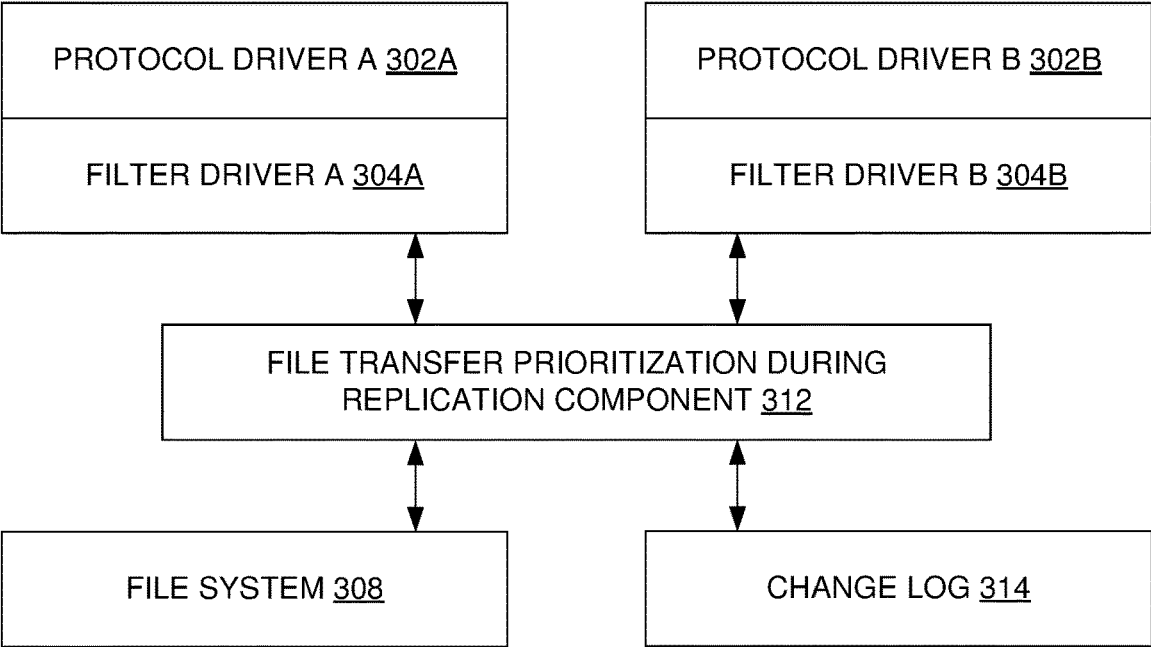 PROTOCOL DRIVER A 302A
PROTOCOL DRIVER B 302B
FILTER DRIVER A 304A
FILTER DRIVER B 304B
FILE TRANSFER PRIORITIZATION DURING
REPLICATION COMPONENT 312
FILE SYSTEM 308
CHANGE LOG 314